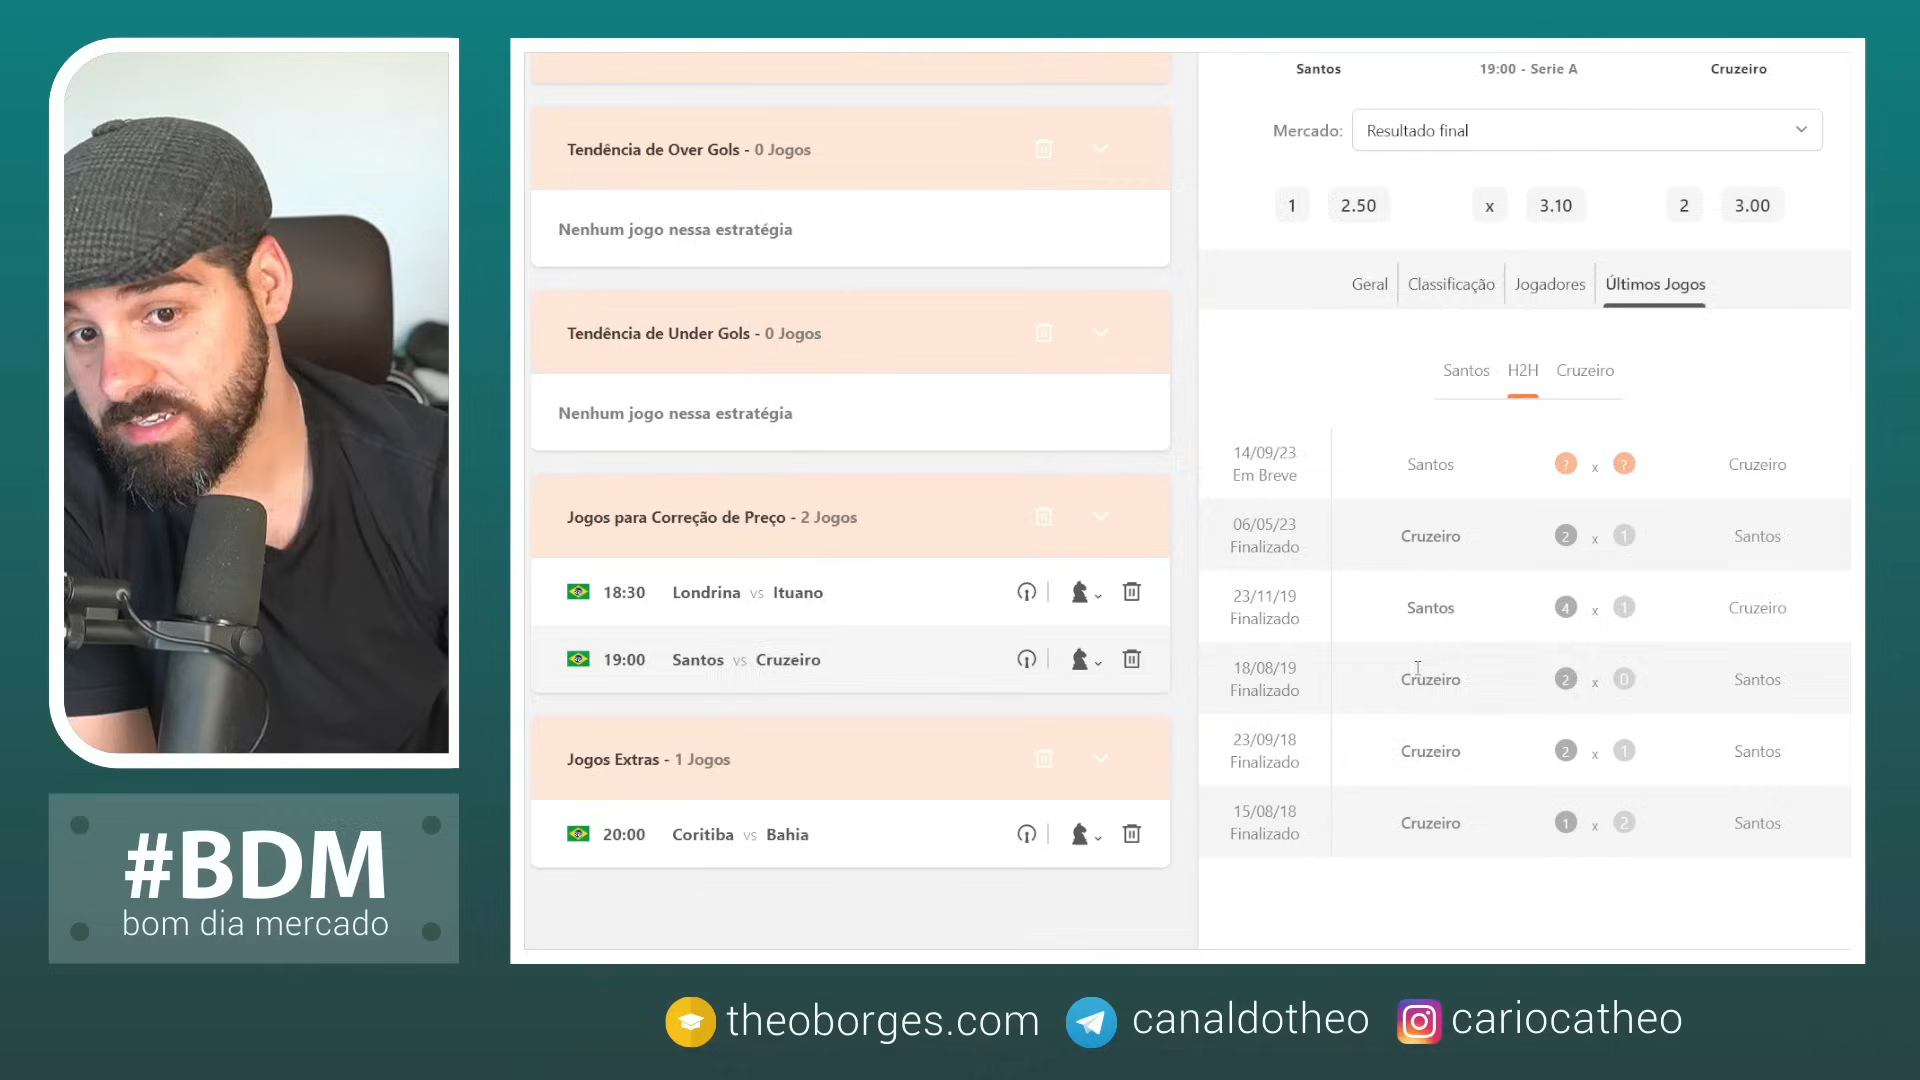 Tendência de Over Gols - 0 Jogos
Nenhum jogo nessa estratégia
Tendência de Under Gols - 0 Jogos
Nenhum jogo nessa estratégia
Jogos para Correção de Preço - 2 Jogos
18:30 Londrina vs Ituano
19:00 Santos vs Cruzeiro
Jogos Extras - 1 Jogos
20:00 Coritiba vs Bahia
Santos 19:00 - Serie A Cruzeiro
Mercado: Resultado final
1 2.50 x 3.10 2 3.00
Geral Classificação Jogadores Últimos Jogos
Santos H2H Cruzeiro
14/09/23
Em Breve
Santos ? x ? Cruzeiro
06/05/23
Finalizado
Cruzeiro 2 x 1 Santos
23/11/19
Finalizado
Santos 4 x 1 Cruzeiro
18/08/19
Finalizado
Cruzeiro 2 x 0 Santos
23/09/18
Finalizado
Cruzeiro 2 x 1 Santos
15/08/18
Finalizado
Cruzeiro 1 x 2 Santos
#BDM
bom dia mercado
theoborges.com canaldotheo cariocatheo